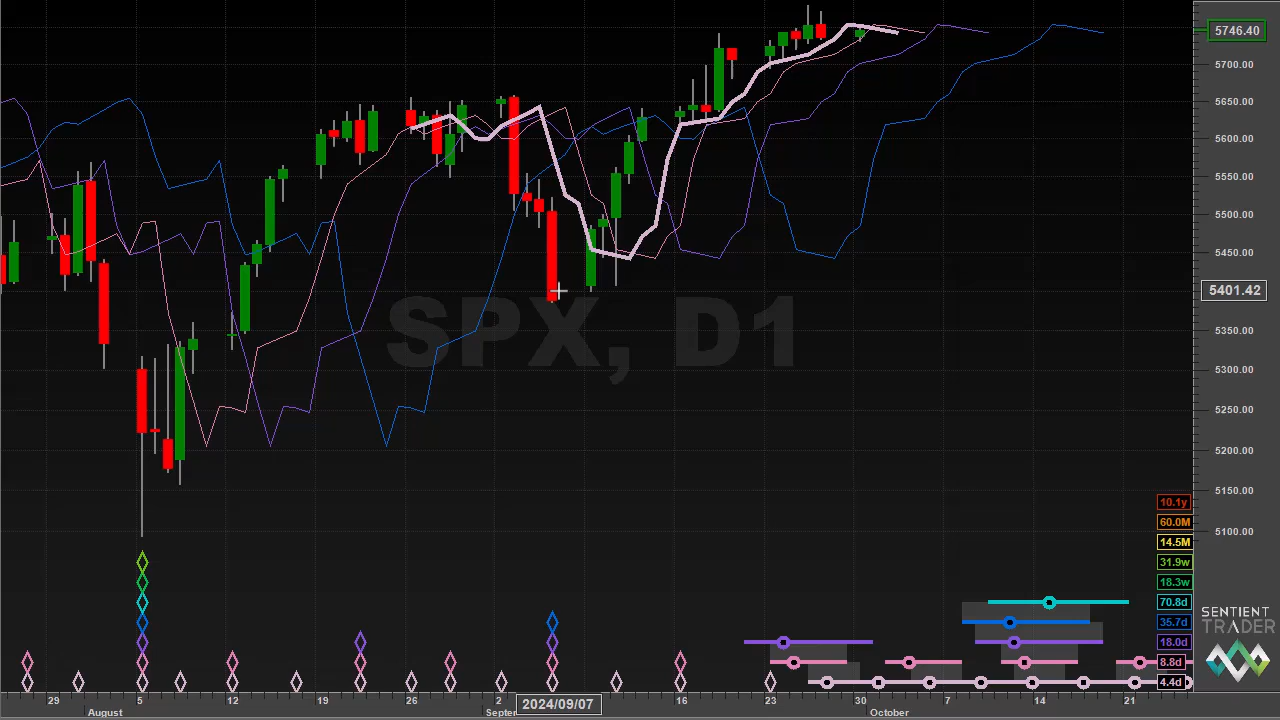 5746.40
5700.00
5650.00
5600.00
5550.00
5500.00
5450.00
5401.42
5350.00
5300.00
5250.00
5200.00
5150.00
5100.00
SPX, D1
10.1y
60.0M
14.5M
31.9w
18.3w
70.8d
35.7d
18.0d
8.8d
4.4d
SENTIENT
TRADER
29 5 12 19 26 2 2024/09/07 16 23 30 7 14 21
August Septer October